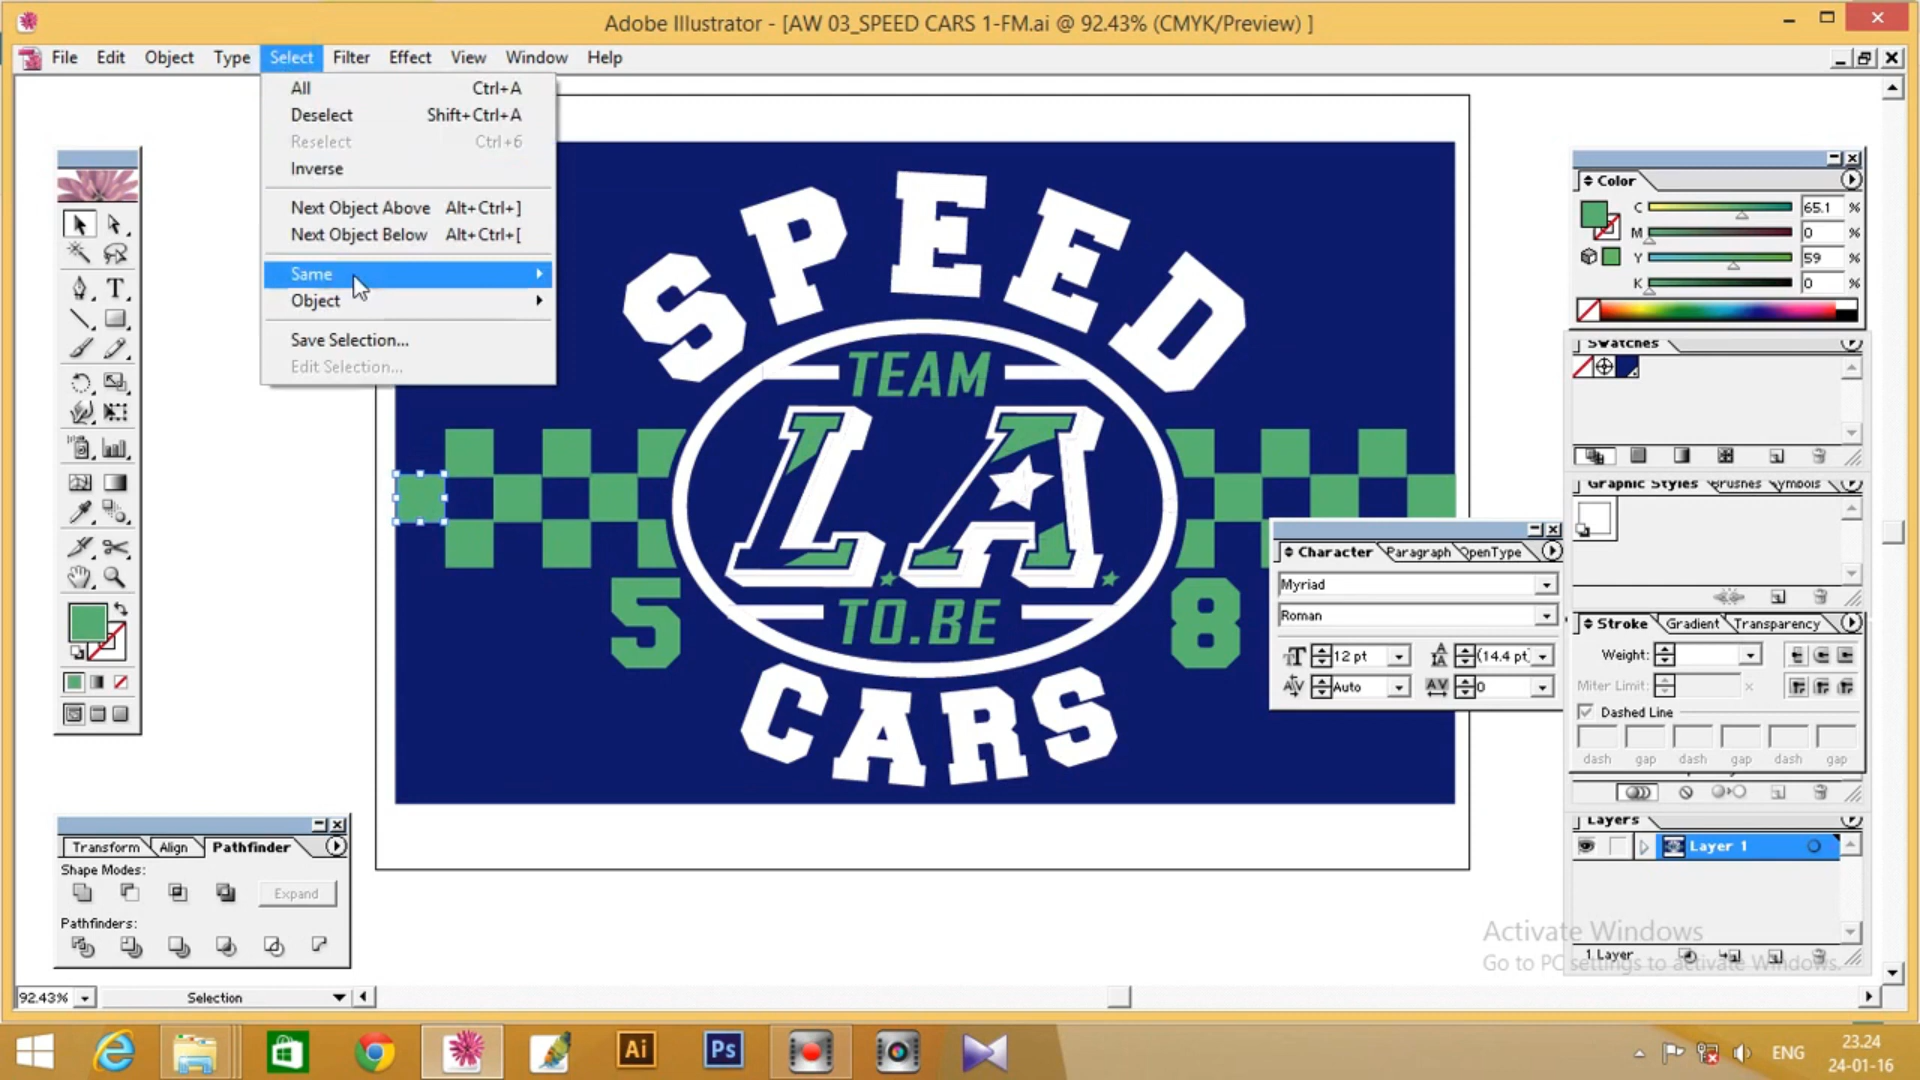 Adobe Illustrator - [AW 03_SPEED CARS 1-FM.ai @ 92.43% (CMYK/Preview) ]
File Edit Object Type Select Filter Effect View Window Help
All Ctrl+A
Deselect Shift+Ctrl+A
Reselect Ctrl+6
Inverse
Next Object Above Alt+Ctrl+]
Next Object Below Alt+Ctrl+[
Same
Object
Save Selection...
Edit Selection...
SPEED
TEAM
LA
TO.BE
5
8
CARS
Color
C 65.1 %
M 0 %
Y 59 %
K 0 %
Swatches
Graphic Styles Brushes Symbols
Character Paragraph OpenType
Myriad
Roman
12 pt (14.4 pt)
Auto 0
Stroke Gradient Transparency
Weight:
Miter Limit: x
Dashed Line
dash gap dash gap dash gap
Layers
Layer 1
1 Layer
Transform Align Pathfinder
Shape Modes:
Expand
Pathfinders:
Activate Windows
Go to PC settings to activate Windows.
92.43% Selection
Ai
Ps
ENG
23.24
24-01-16